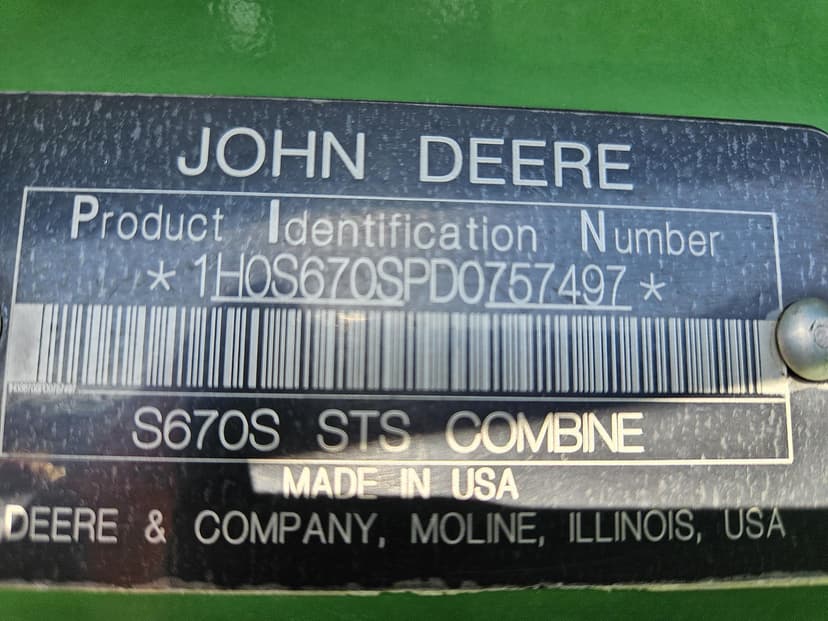 JOHN DEERE
Product Identification Number
*1H0S670SPD0757497*
S670S STS COMBINE
MADE IN USA
DEERE & COMPANY, MOLINE, ILLINOIS, USA